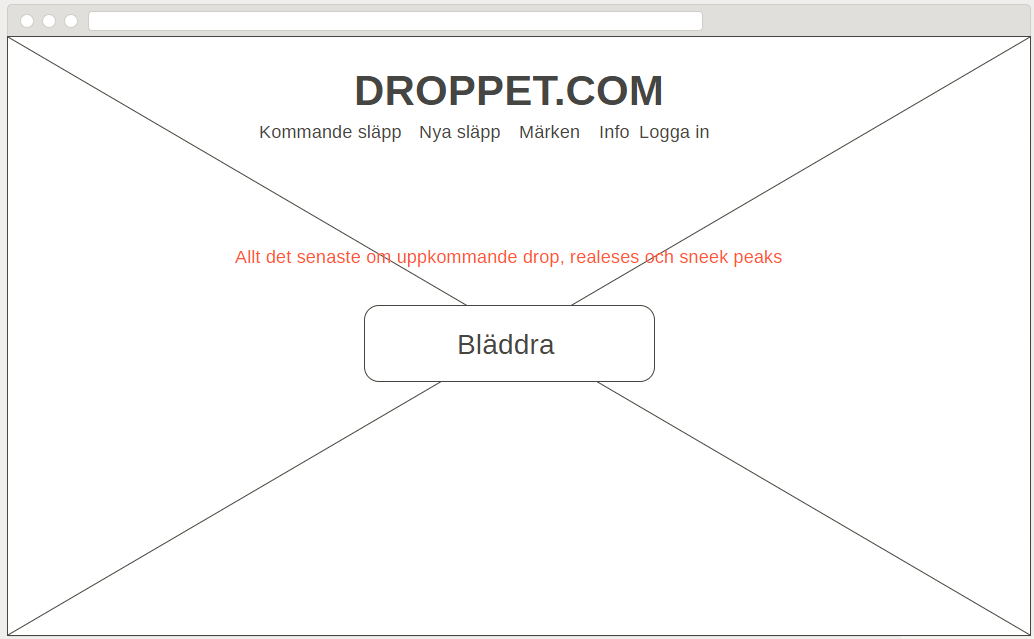 DROPPET.COM
Kommande släpp Nya släpp Märken Info Logga in
Allt det senaste om uppkommande drop, realeses och sneek peaks
Bläddra